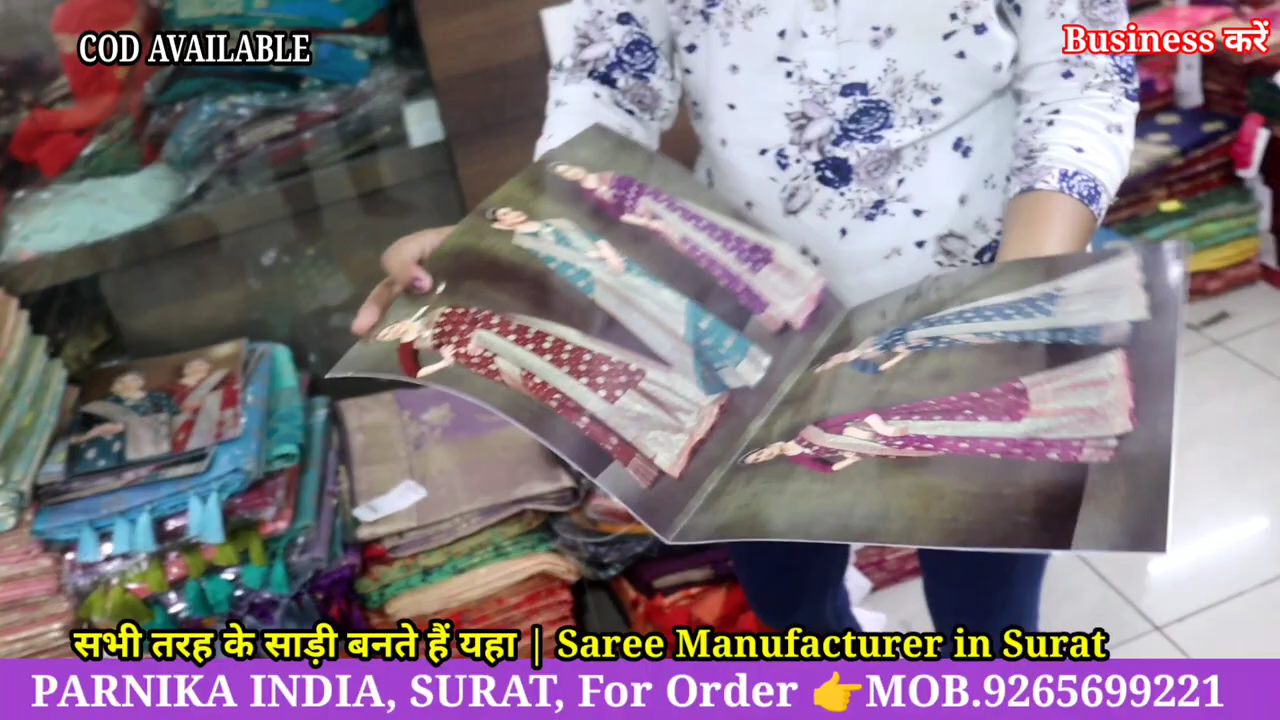 COD AVAILABLE
Business करें
सभी तरह के साड़ी बनते हैं यहा | Saree Manufacturer in Surat
PARNIKA INDIA, SURAT, For Order 👉MOB.9265699221